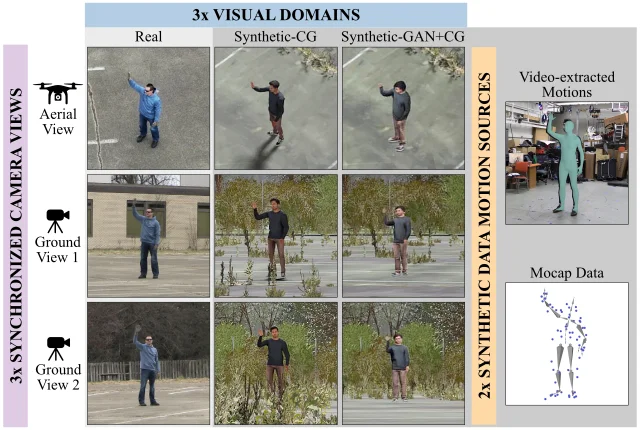 3x VISUAL DOMAINS
Real
Synthetic-CG
Synthetic-GAN+CG
3x SYNCHRONIZED CAMERA VIEWS
Aerial
View
Ground
View 1
Ground
View 2
2x SYNTHETIC DATA MOTION SOURCES
Video-extracted
Motions
Mocap Data